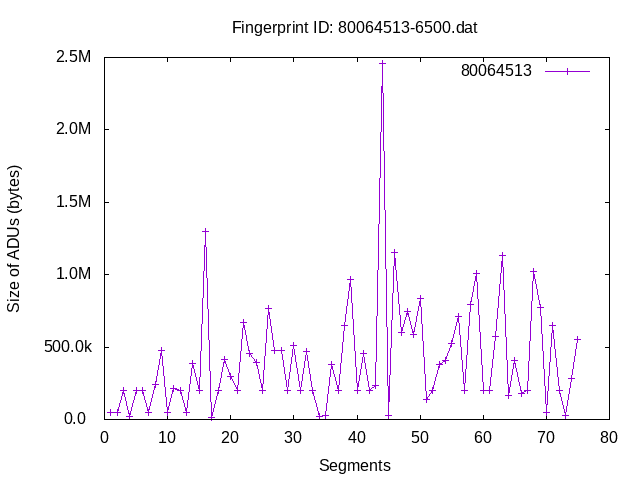 Fingerprint ID: 80064513-6500.dat
80064513
Size of ADUs (bytes)
2.5M
2.0M
1.5M
1.0M
500.0k
0.0
0 10 20 30 40 50 60 70 80
Segments